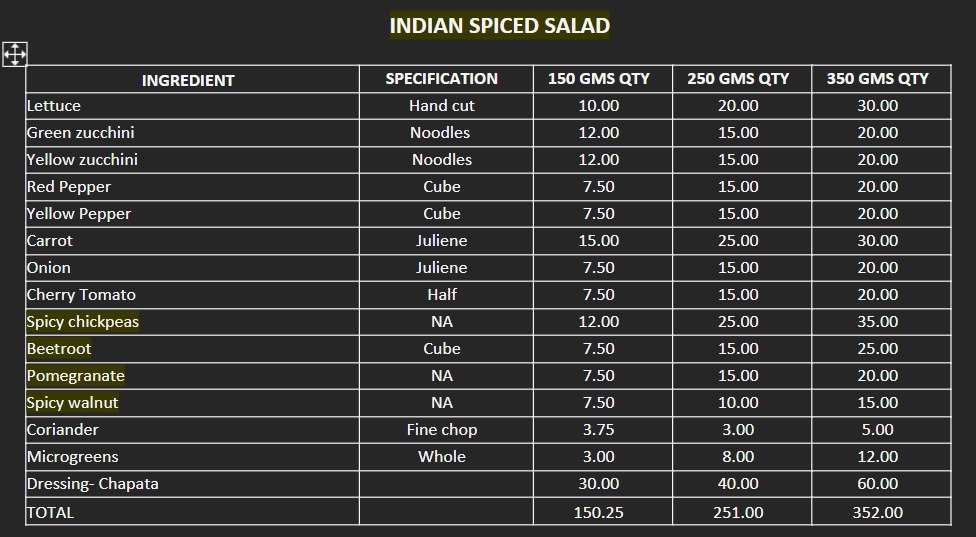 INDIAN SPICED SALAD
INGREDIENT SPECIFICATION 150 GMS QTY 250 GMS QTY 350 GMS QTY
Lettuce Hand cut 10.00 20.00 30.00
Green zucchini Noodles 12.00 15.00 20.00
Yellow zucchini Noodles 12.00 15.00 20.00
Red Pepper Cube 7.50 15.00 20.00
Yellow Pepper Cube 7.50 15.00 20.00
Carrot Juliene 15.00 25.00 30.00
Onion Juliene 7.50 15.00 20.00
Cherry Tomato Half 7.50 15.00 20.00
Spicy chickpeas NA 12.00 25.00 35.00
Beetroot Cube 7.50 15.00 25.00
Pomegranate NA 7.50 15.00 20.00
Spicy walnut NA 7.50 10.00 15.00
Coriander Fine chop 3.75 3.00 5.00
Microgreens Whole 3.00 8.00 12.00
Dressing- Chapata 30.00 40.00 60.00
TOTAL 150.25 251.00 352.00